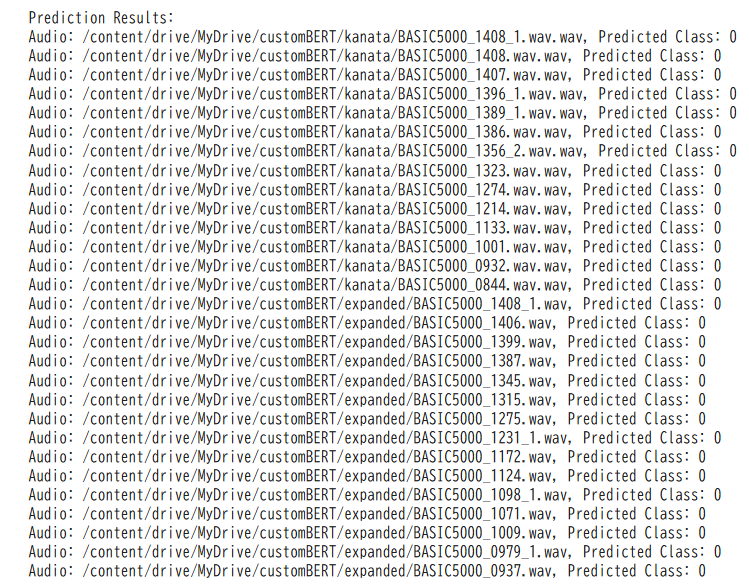 Prediction Results:
Audio: /content/drive/MyDrive/customBERT/kanata/BASIC5000_1408_1.wav.wav, Predicted Class: 0
Audio: /content/drive/MyDrive/customBERT/kanata/BASIC5000_1408.wav.wav, Predicted Class: 0
Audio: /content/drive/MyDrive/customBERT/kanata/BASIC5000_1407.wav.wav, Predicted Class: 0
Audio: /content/drive/MyDrive/customBERT/kanata/BASIC5000_1396_1.wav.wav, Predicted Class: 0
Audio: /content/drive/MyDrive/customBERT/kanata/BASIC5000_1389_1.wav.wav, Predicted Class: 0
Audio: /content/drive/MyDrive/customBERT/kanata/BASIC5000_1386.wav.wav, Predicted Class: 0
Audio: /content/drive/MyDrive/customBERT/kanata/BASIC5000_1356_2.wav.wav, Predicted Class: 0
Audio: /content/drive/MyDrive/customBERT/kanata/BASIC5000_1323.wav.wav, Predicted Class: 0
Audio: /content/drive/MyDrive/customBERT/kanata/BASIC5000_1274.wav.wav, Predicted Class: 0
Audio: /content/drive/MyDrive/customBERT/kanata/BASIC5000_1214.wav.wav, Predicted Class: 0
Audio: /content/drive/MyDrive/customBERT/kanata/BASIC5000_1133.wav.wav, Predicted Class: 0
Audio: /content/drive/MyDrive/customBERT/kanata/BASIC5000_1001.wav.wav, Predicted Class: 0
Audio: /content/drive/MyDrive/customBERT/kanata/BASIC5000_0932.wav.wav, Predicted Class: 0
Audio: /content/drive/MyDrive/customBERT/kanata/BASIC5000_0844.wav.wav, Predicted Class: 0
Audio: /content/drive/MyDrive/customBERT/expanded/BASIC5000_1408_1.wav, Predicted Class: 0
Audio: /content/drive/MyDrive/customBERT/expanded/BASIC5000_1406.wav, Predicted Class: 0
Audio: /content/drive/MyDrive/customBERT/expanded/BASIC5000_1399.wav, Predicted Class: 0
Audio: /content/drive/MyDrive/customBERT/expanded/BASIC5000_1387.wav, Predicted Class: 0
Audio: /content/drive/MyDrive/customBERT/expanded/BASIC5000_1345.wav, Predicted Class: 0
Audio: /content/drive/MyDrive/customBERT/expanded/BASIC5000_1315.wav, Predicted Class: 0
Audio: /content/drive/MyDrive/customBERT/expanded/BASIC5000_1275.wav, Predicted Class: 0
Audio: /content/drive/MyDrive/customBERT/expanded/BASIC5000_1231_1.wav, Predicted Class: 0
Audio: /content/drive/MyDrive/customBERT/expanded/BASIC5000_1172.wav, Predicted Class: 0
Audio: /content/drive/MyDrive/customBERT/expanded/BASIC5000_1124.wav, Predicted Class: 0
Audio: /content/drive/MyDrive/customBERT/expanded/BASIC5000_1098_1.wav, Predicted Class: 0
Audio: /content/drive/MyDrive/customBERT/expanded/BASIC5000_1071.wav, Predicted Class: 0
Audio: /content/drive/MyDrive/customBERT/expanded/BASIC5000_1009.wav, Predicted Class: 0
Audio: /content/drive/MyDrive/customBERT/expanded/BASIC5000_0979_1.wav, Predicted Class: 0
Audio: /content/drive/MyDrive/customBERT/expanded/BASIC5000_0937.wav, Predicted Class: 0